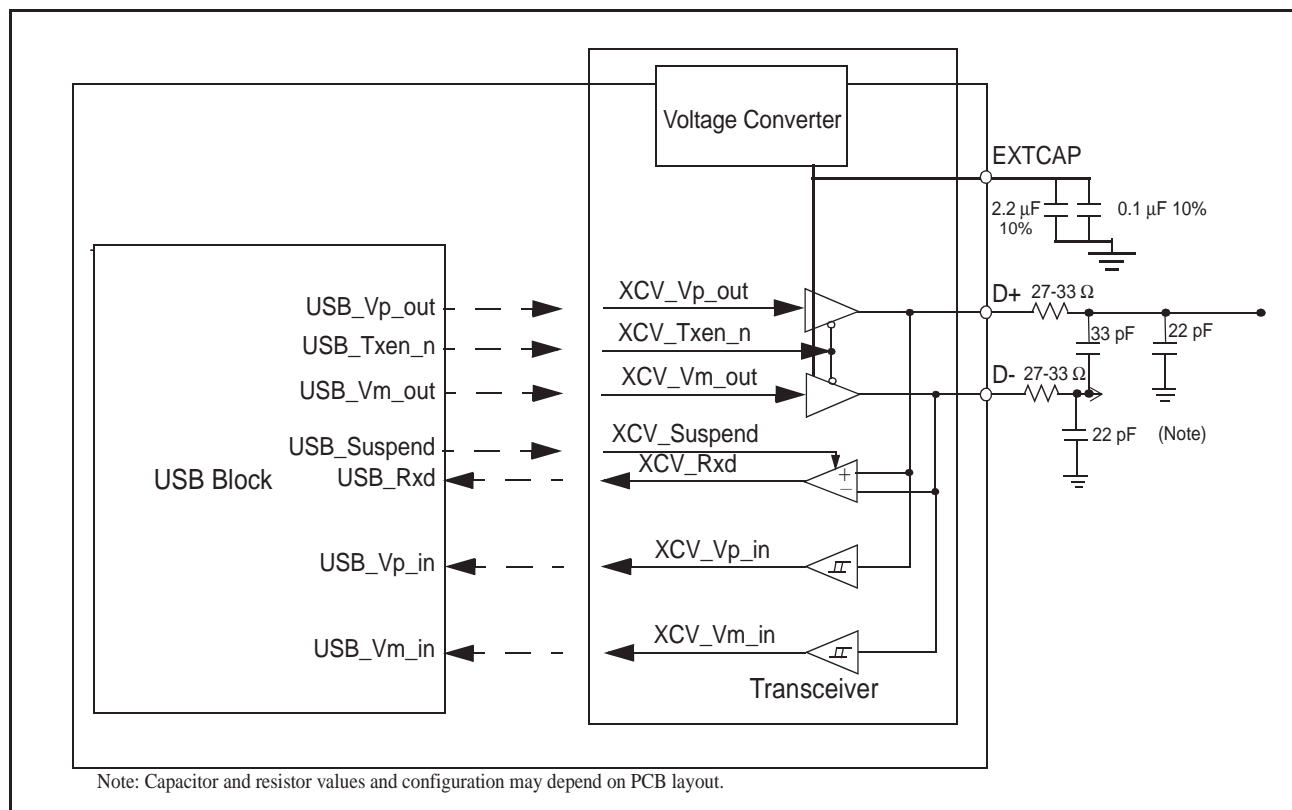 Voltage Converter
EXTCAP
2.2 μF
10%
0.1 μF 10%
USB_Vp_out
XCV_Vp_out
D+
27-33 Ω
USB_Txen_n
XCV_Txen_n
33 pF
22 pF
USB_Vm_out
XCV_Vm_out
D-
27-33 Ω
USB_Suspend
XCV_Suspend
22 pF
(Note)
USB Block
USB_Rxd
XCV_Rxd
+
−
USB_Vp_in
XCV_Vp_in
USB_Vm_in
XCV_Vm_in
Transceiver
Note: Capacitor and resistor values and configuration may depend on PCB layout.